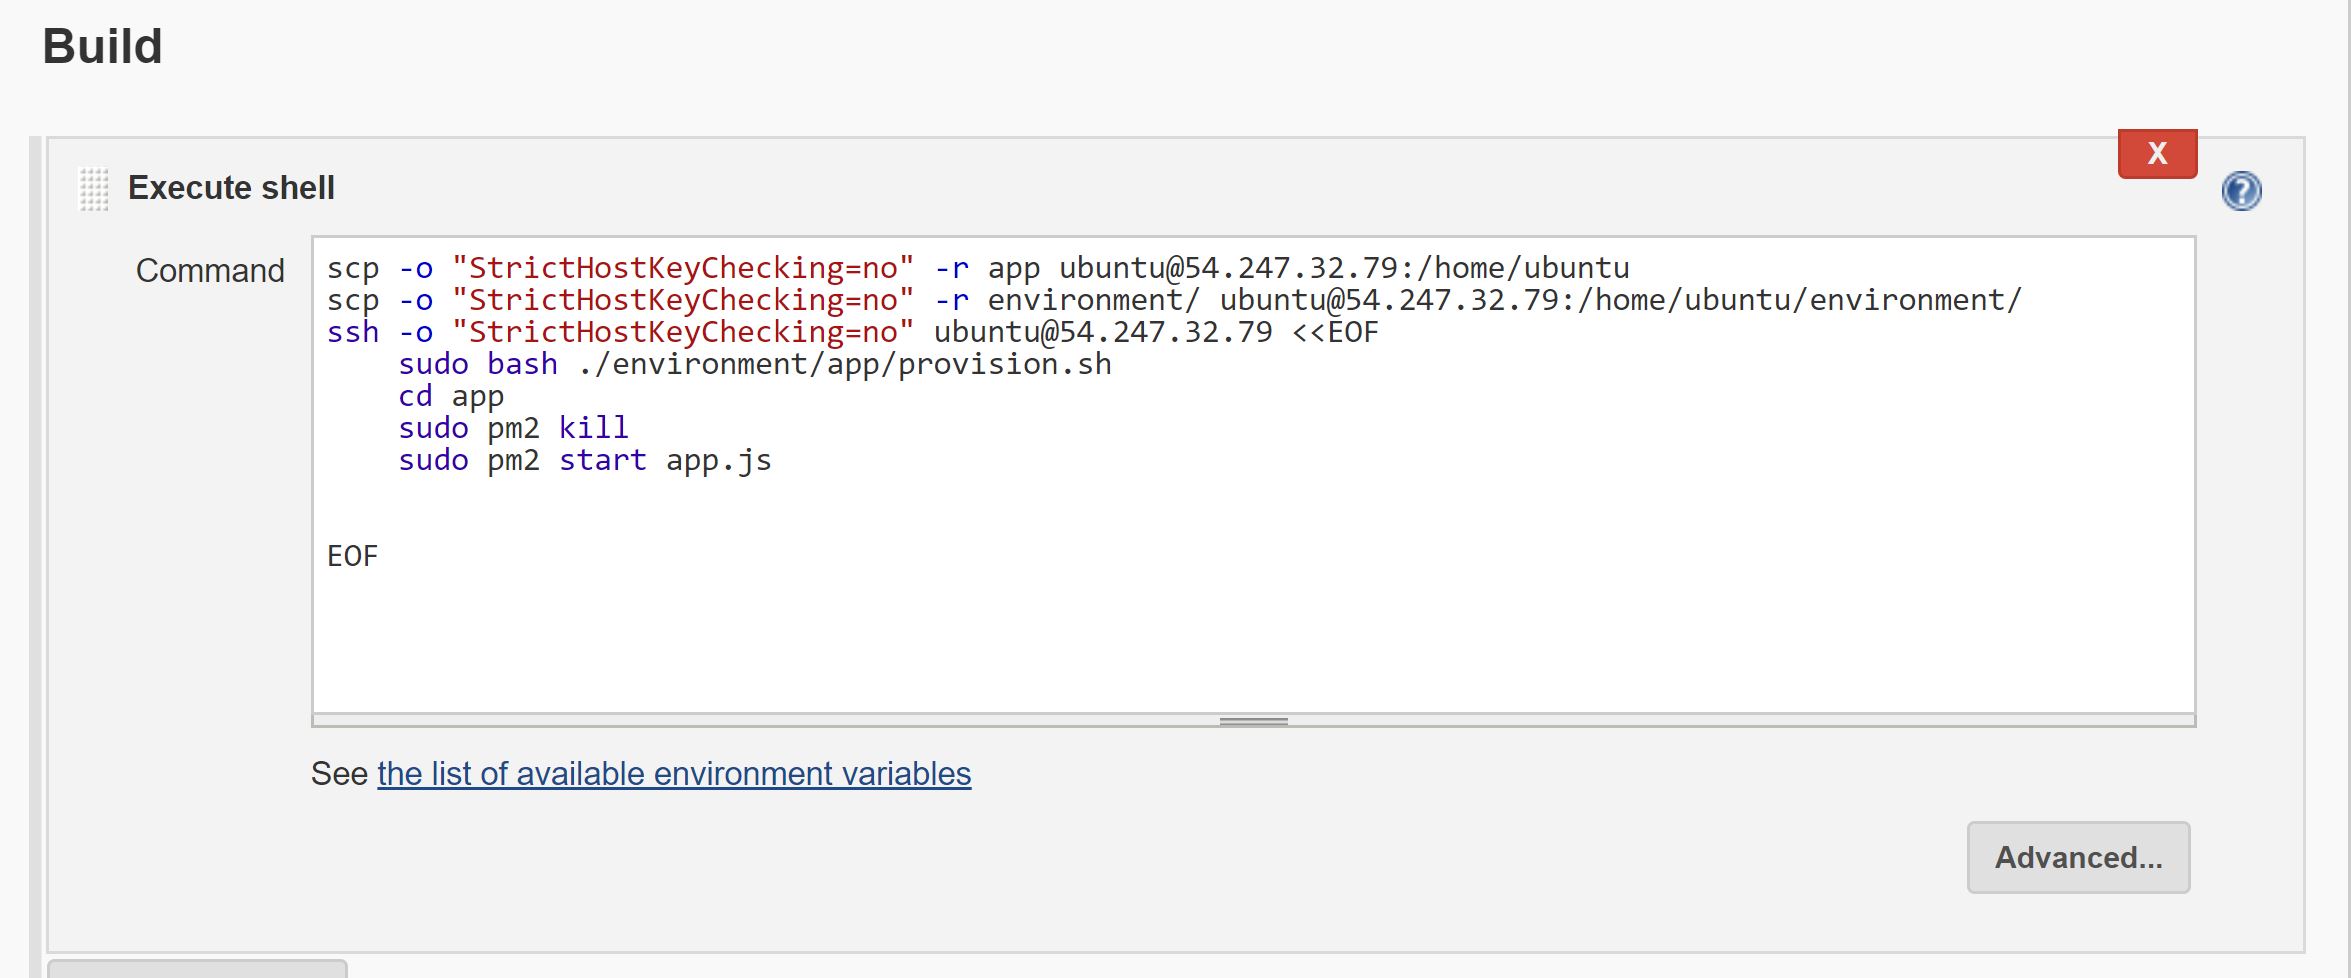 Build
X
Execute shell
?
Command
scp -o "StrictHostKeyChecking=no" -r app ubuntu@54.247.32.79:/home/ubuntu
scp -o "StrictHostKeyChecking=no" -r environment/ ubuntu@54.247.32.79:/home/ubuntu/environment/
ssh -o "StrictHostKeyChecking=no" ubuntu@54.247.32.79 <<EOF
    sudo bash ./environment/app/provision.sh
    cd app
    sudo pm2 kill
    sudo pm2 start app.js
EOF
See the list of available environment variables
Advanced...